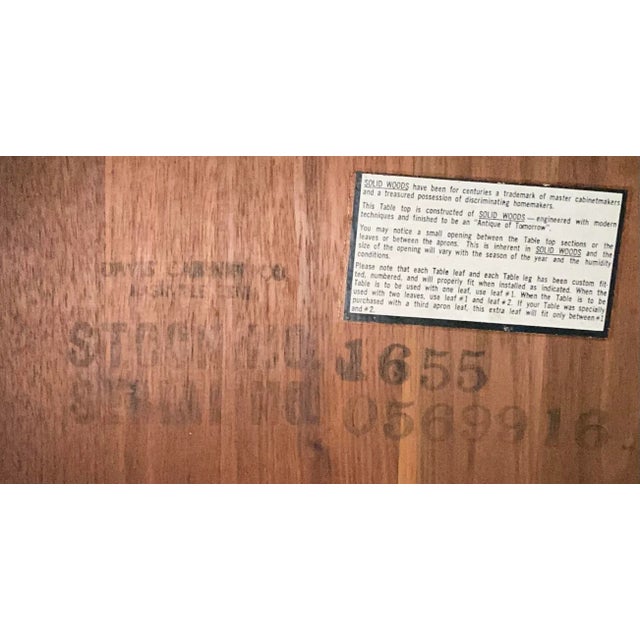 SOLID WOODS have been for centuries a trademark of master cabinetmakers
and a treasured possession of discriminating homemakers.
This Table top is constructed of SOLID WOODS — engineered with modern
techniques and finished to be an "Antique of Tomorrow".
You may notice a small opening between the Table top sections or the
leaves or between the aprons. This is inherent in SOLID WOODS and the
size of the opening will vary with the season of the year and the humidity
conditions.
Please note that each Table leaf and each Table leg has been custom fit-
ted, numbered, and will properly fit when installed as indicated. When the
Table is to be used with one leaf, use leaf #1. When the Table is to be
used with two leaves, use leaf #1 and leaf #2. If your Table was specially
purchased with a third apron leaf, this extra leaf will fit only between #1
and #2.
DAVIS CABINET CO.
STOCK NO. 1655
SERIAL NO. 0569916